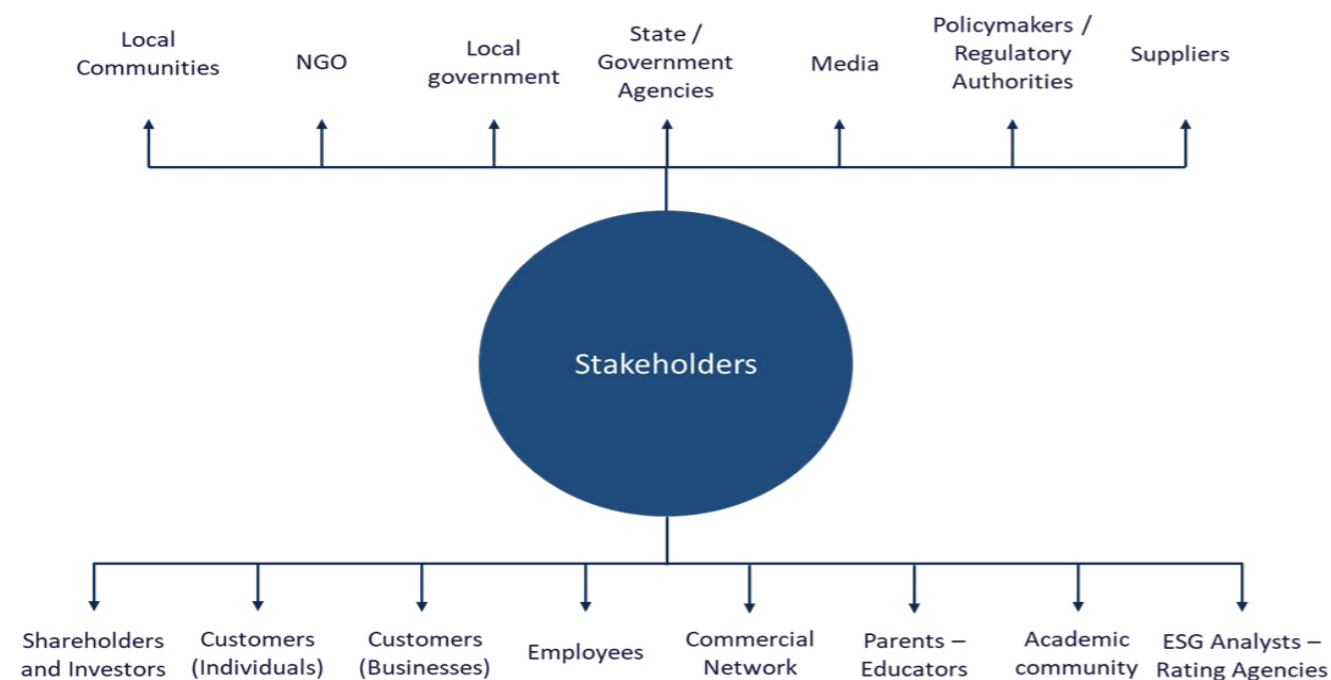 Local
Communities
NGO
Local
government
State /
Government
Agencies
Media
Policymakers /
Regulatory
Authorities
Suppliers
Stakeholders
Shareholders
and Investors
Customers
(Individuals)
Customers
(Businesses)
Employees
Commercial
Network
Parents –
Educators
Academic
community
ESG Analysts –
Rating Agencies